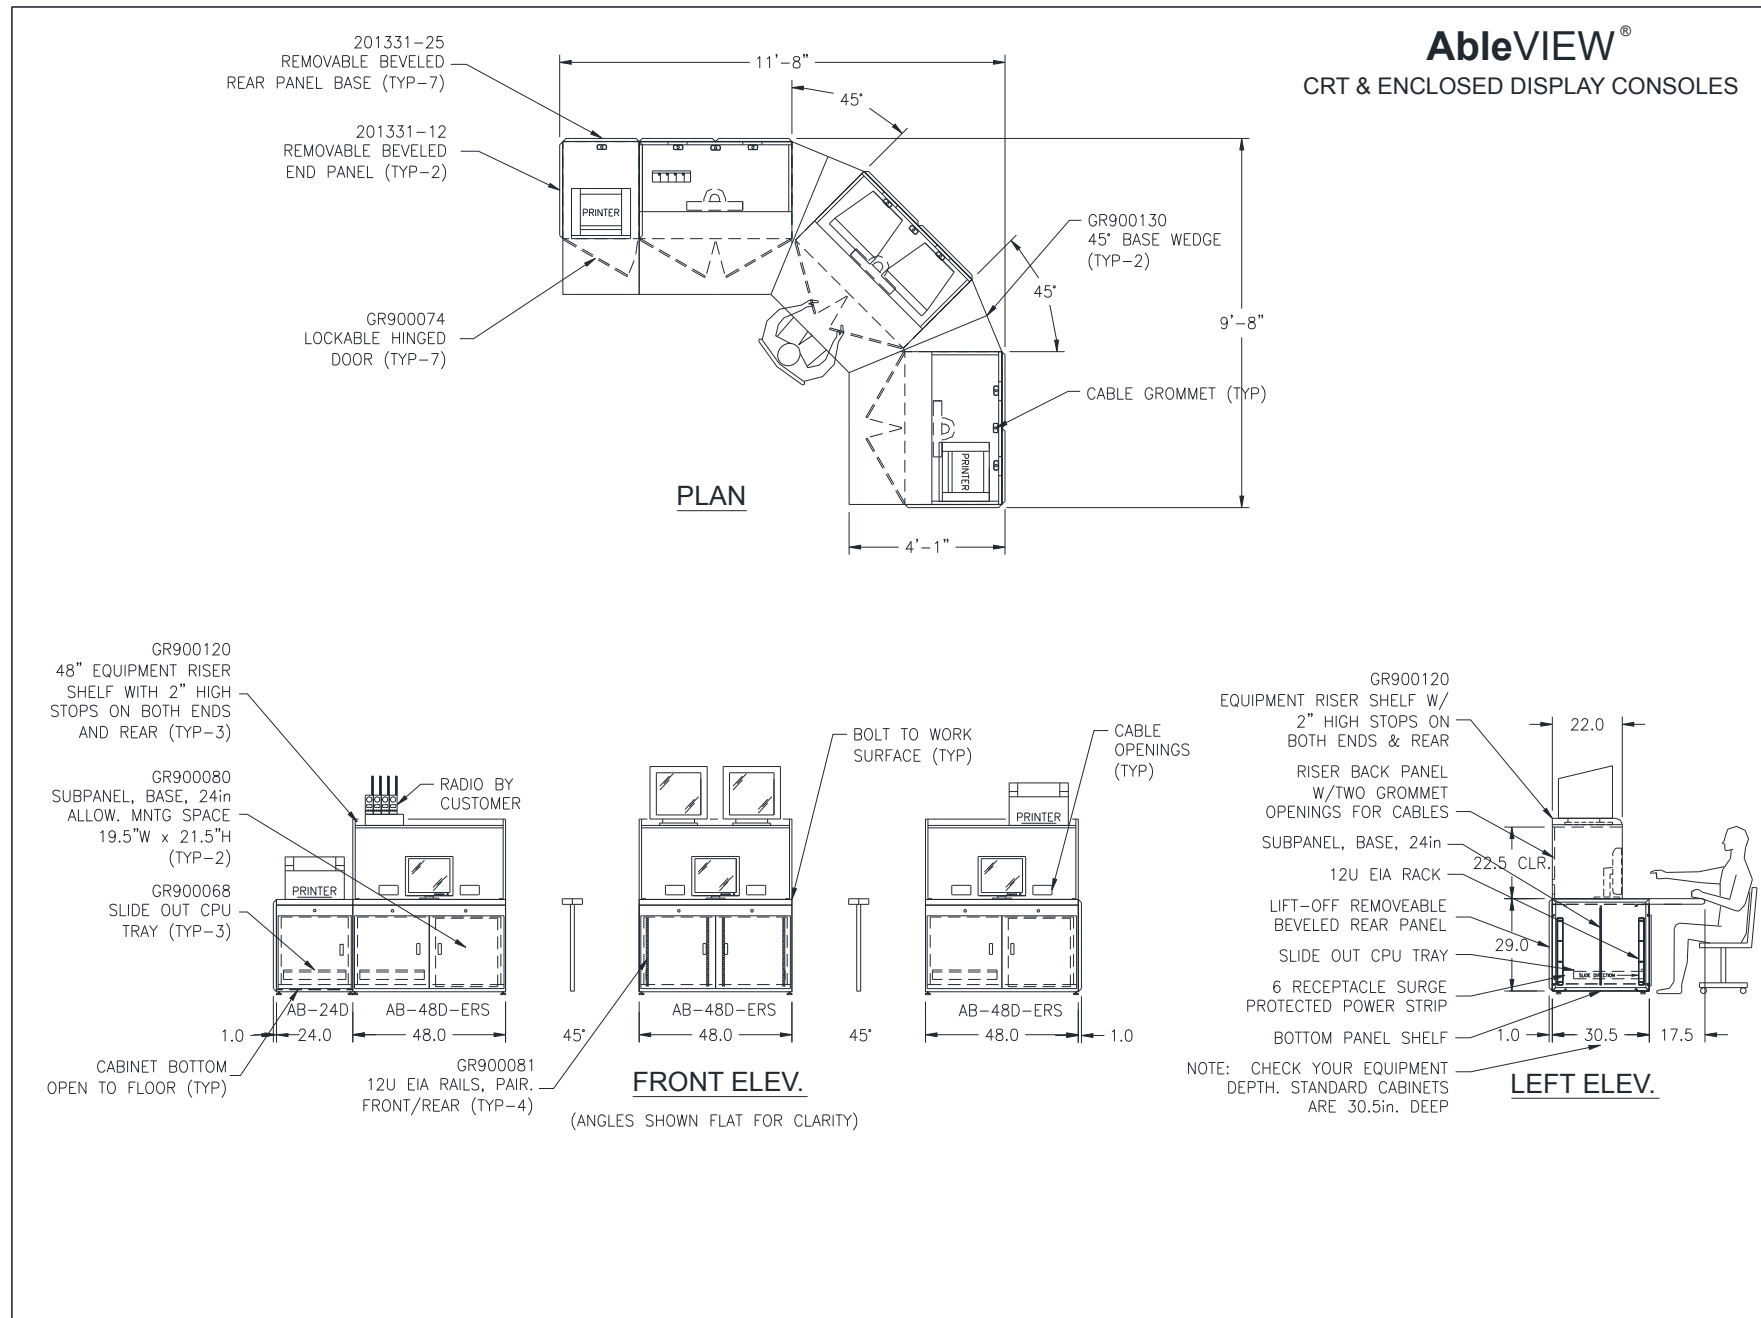 AbleVIEW®
CRT & ENCLOSED DISPLAY CONSOLES
201331-25
REMOVABLE BEVELED
REAR PANEL BASE (TYP-7)
201331-12
REMOVABLE BEVELED
END PANEL (TYP-2)
GR900074
LOCKABLE HINGED
DOOR (TYP-7)
11'-8"
45°
PRINTER
GR900130
45° BASE WEDGE
(TYP-2)
45°
9'-8"
CABLE GROMMET (TYP)
PRINTER
PLAN
4'-1"
GR900120
48" EQUIPMENT RISER
SHELF WITH 2" HIGH
STOPS ON BOTH ENDS
AND REAR (TYP-3)
GR900080
SUBPANEL, BASE, 24in
ALLOW. MNTG SPACE
19.5"W x 21.5"H
(TYP-2)
GR900068
SLIDE OUT CPU
TRAY (TYP-3)
RADIO BY
CUSTOMER
PRINTER
BOLT TO WORK
SURFACE (TYP)
CABLE
OPENINGS
(TYP)
PRINTER
AB-24D
AB-48D-ERS
AB-48D-ERS
AB-48D-ERS
1.0
24.0
48.0
45°
48.0
45°
48.0
1.0
CABINET BOTTOM
OPEN TO FLOOR (TYP)
GR900081
12U EIA RAILS, PAIR.
FRONT/REAR (TYP-4)
FRONT ELEV.
(ANGLES SHOWN FLAT FOR CLARITY)
GR900120
EQUIPMENT RISER SHELF W/
2" HIGH STOPS ON
BOTH ENDS & REAR
RISER BACK PANEL
W/TWO GROMMET
OPENINGS FOR CABLES
SUBPANEL, BASE, 24in
12U EIA RACK
LIFT-OFF REMOVEABLE
BEVELED REAR PANEL
SLIDE OUT CPU TRAY
6 RECEPTACLE SURGE
PROTECTED POWER STRIP
BOTTOM PANEL SHELF
NOTE: CHECK YOUR EQUIPMENT
DEPTH. STANDARD CABINETS
ARE 30.5in. DEEP
22.0
22.5 CLR.
29.0
SLIDE DIRECTION
1.0
30.5
17.5
LEFT ELEV.